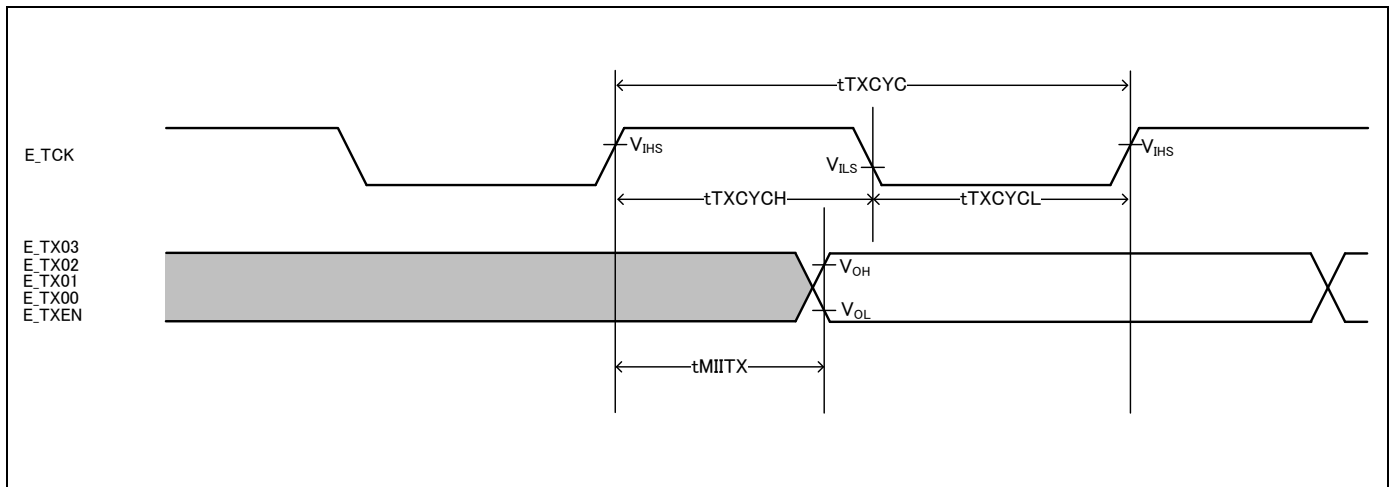 tTXCYC
E_TCK
VIHS
VILS
VIHS
tTXCYCH
tTXCYCL
E_TX03
E_TX02
E_TX01
E_TX00
E_TXEN
VOH
VOL
tMIITX